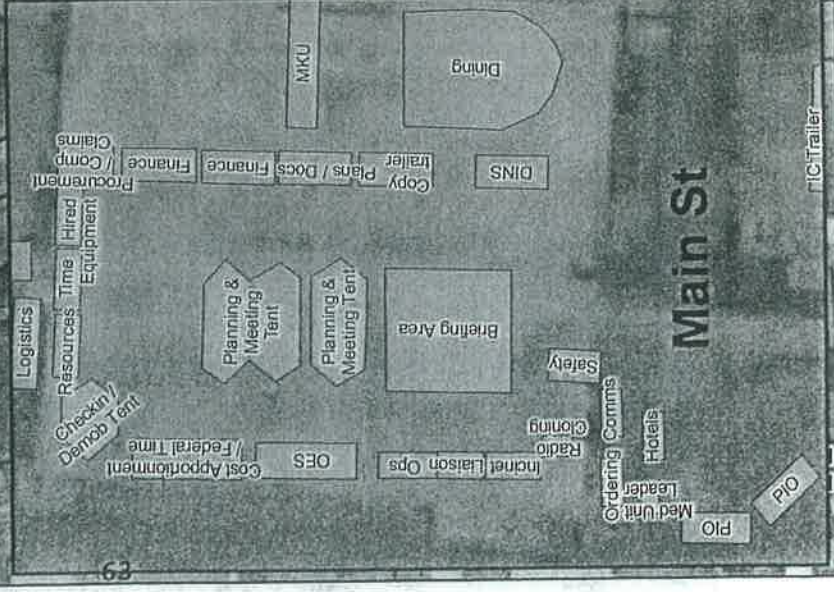 MKU
Dining
Procurement
/ Comp
Claims
Finance
Finance
Plans / Docs
Copy
trailer
DINS
IC Trailer
Logistics
Resources
Time
Hired
Equipment
Planning &
Meeting
Tent
Planning &
Meeting Tent
Briefing Area
Main St
Checkin /
Demob Tent
Safety
Cost Apportionment
/ Federal Time
OES
Ops
Liaison
Incinet
Radio
Cloning
Ordering
Comms
Hotels
Med Unit
Leader
PIO
PIO
63